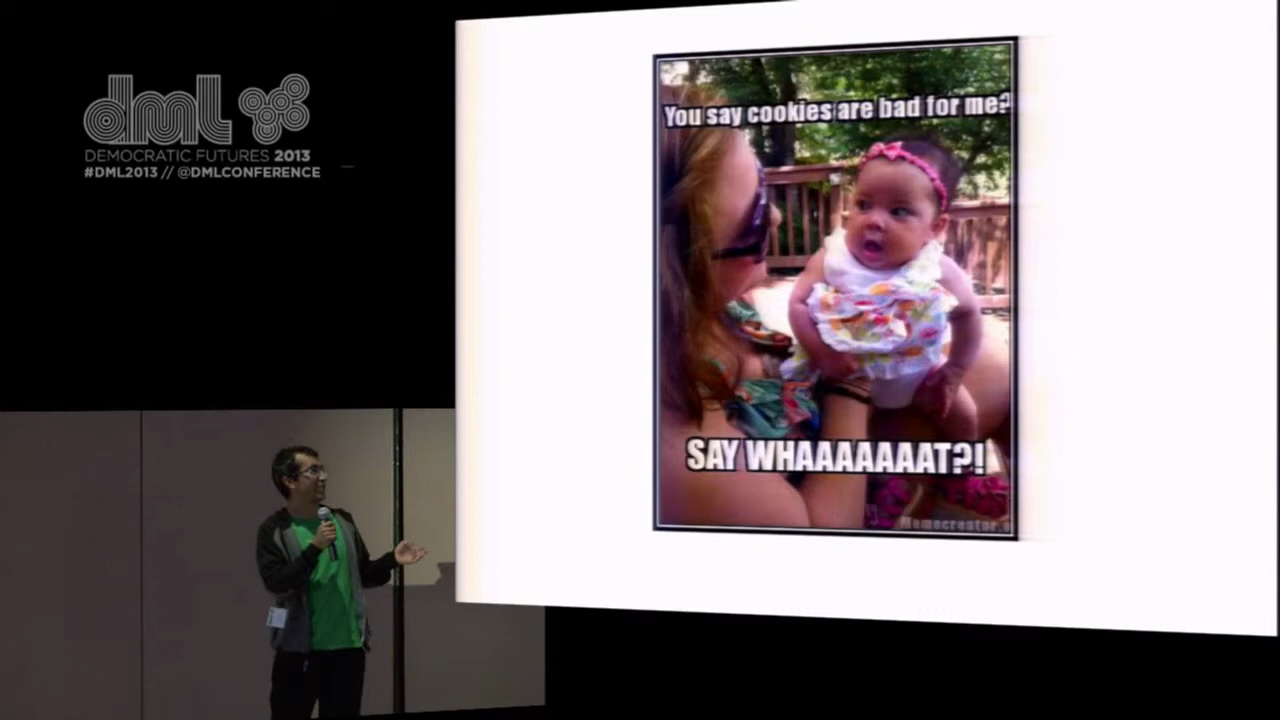 dml
DEMOCRATIC FUTURES 2013
#DML2013 // @DMLCONFERENCE
You say cookies are bad for me?
SAY WHAAAAAAAT?!